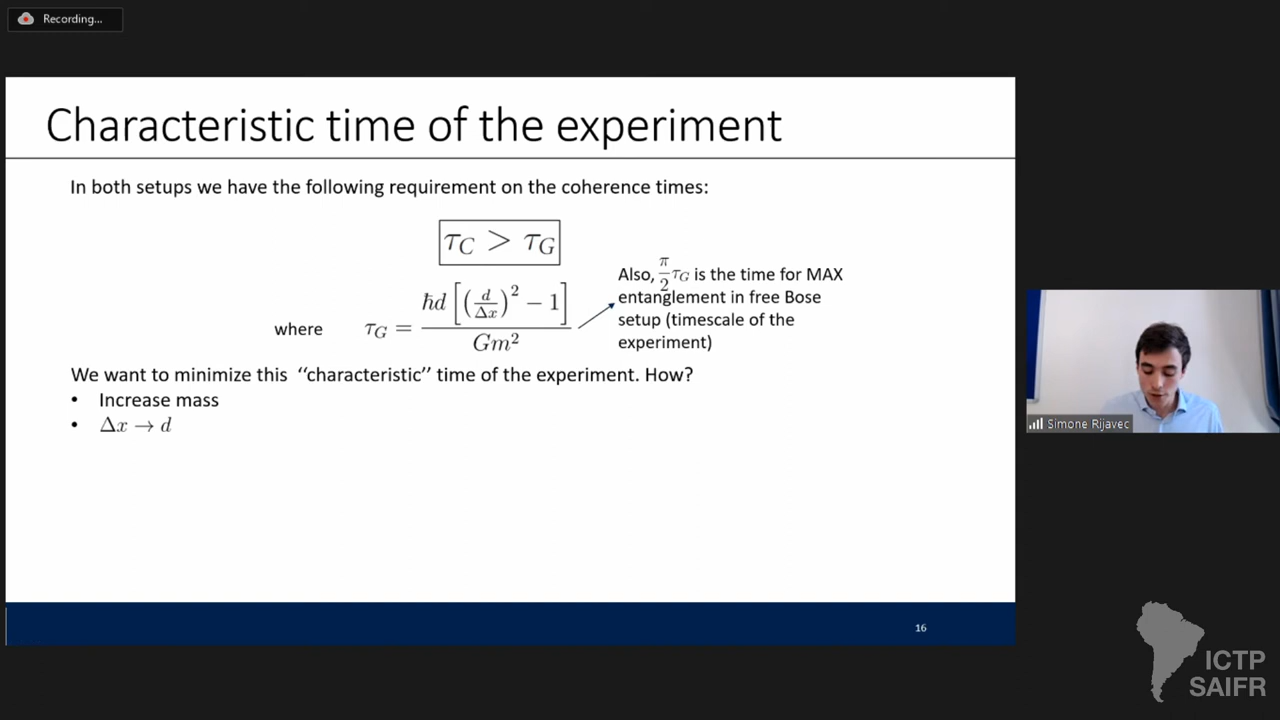 Recording...
Characteristic time of the experiment
In both setups we have the following requirement on the coherence times:
τ_C > τ_G
where τ_G = ħd [(d/Δx)² − 1] / Gm²
Also, π/2 τ_G is the time for MAX
entanglement in free Bose
setup (timescale of the
experiment)
We want to minimize this ‘‘characteristic’’ time of the experiment. How?
• Increase mass
• Δx → d
16
Simone Rijavec
ICTP
SAIFR